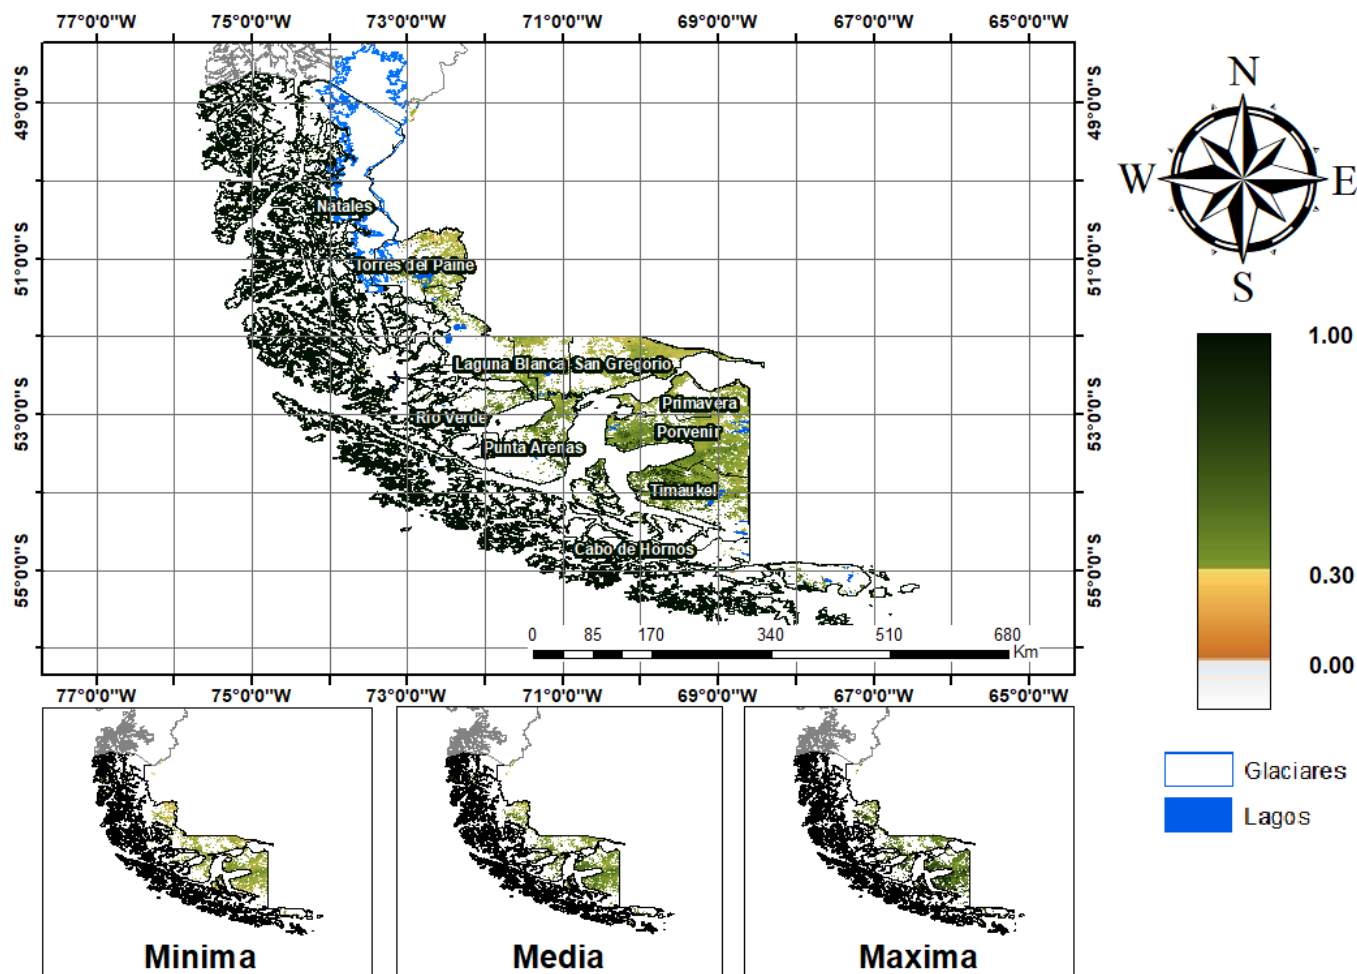 77°0'0"W 75°0'0"W 73°0'0"W 71°0'0"W 69°0'0"W 67°0'0"W 65°0'0"W
49°0'0"S
51°0'0"S
53°0'0"S
55°0'0"S
49°0'0"S
51°0'0"S
53°0'0"S
55°0'0"S
Natales
Torres del Paine
Laguna Blanca San Gregorio
Primavera
Rio Verde
Porvenir
Punta Arenas
Timaukel
Cabo de Hornos
0 85 170 340 510 680
Km
77°0'0"W 75°0'0"W 73°0'0"W 71°0'0"W 69°0'0"W 67°0'0"W 65°0'0"W
N
W E
S
1.00
0.30
0.00
Glaciares
Lagos
Minima
Media
Maxima